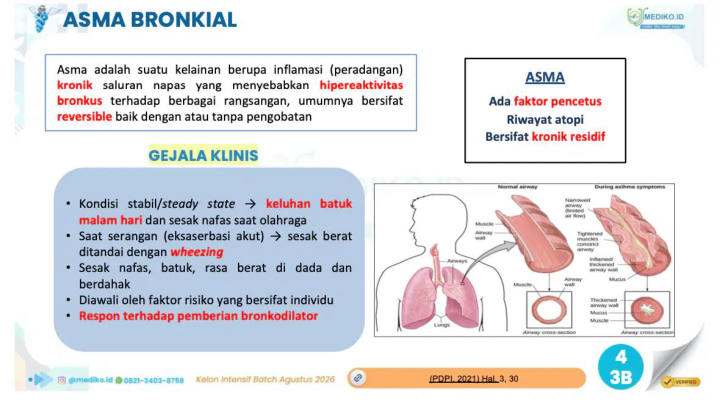 ASMA BRONKIAL
MEDIKO.ID
Asma adalah suatu kelainan berupa inflamasi (peradangan)
kronik saluran napas yang menyebabkan hipereaktivitas
bronkus terhadap berbagai rangsangan, umumnya bersifat
reversible baik dengan atau tanpa pengobatan
ASMA
Ada faktor pencetus
Riwayat atopi
Bersifat kronik residif
GEJALA KLINIS
• Kondisi stabil/steady state → keluhan batuk
malam hari dan sesak nafas saat olahraga
• Saat serangan (eksaserbasi akut) → sesak berat
ditandai dengan wheezing
• Sesak nafas, batuk, rasa berat di dada dan
berdahak
• Diawali oleh faktor risiko yang bersifat individu
• Respon terhadap pemberian bronkodilator
Normal airway
Muscle
Airway
wall
Airways
Lungs
Muscle
Airway
wall
Airway cross-section
During asthma symptoms
Narrowed
airway
(limited
air flow)
Tightened
muscles
constrict
airway
Inflamed/
thickened
airway wall
Mucus
Thickened
airway wall
Mucus
Muscle
Airway cross-section
@mediko.id 0821-3403-8758
Kelon Intensif Batch Agustus 2026
(PDPI, 2021) Hal. 3, 30
4
3B
VERIFIED